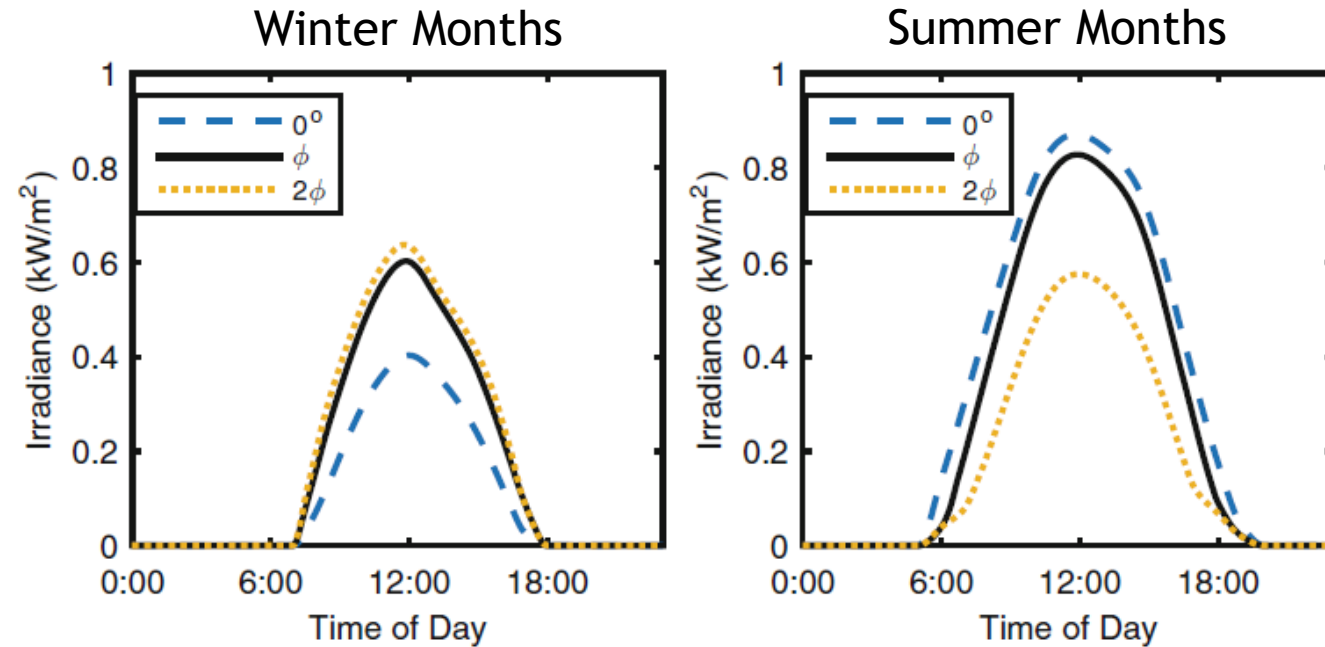 Winter Months
Irradiance (kW/m²)
1
0.8
0.6
0.4
0.2
0
0°
ϕ
2ϕ
0:00 6:00 12:00 18:00
Time of Day
Summer Months
Irradiance (kW/m²)
1
0.8
0.6
0.4
0.2
0
0°
ϕ
2ϕ
0:00 6:00 12:00 18:00
Time of Day